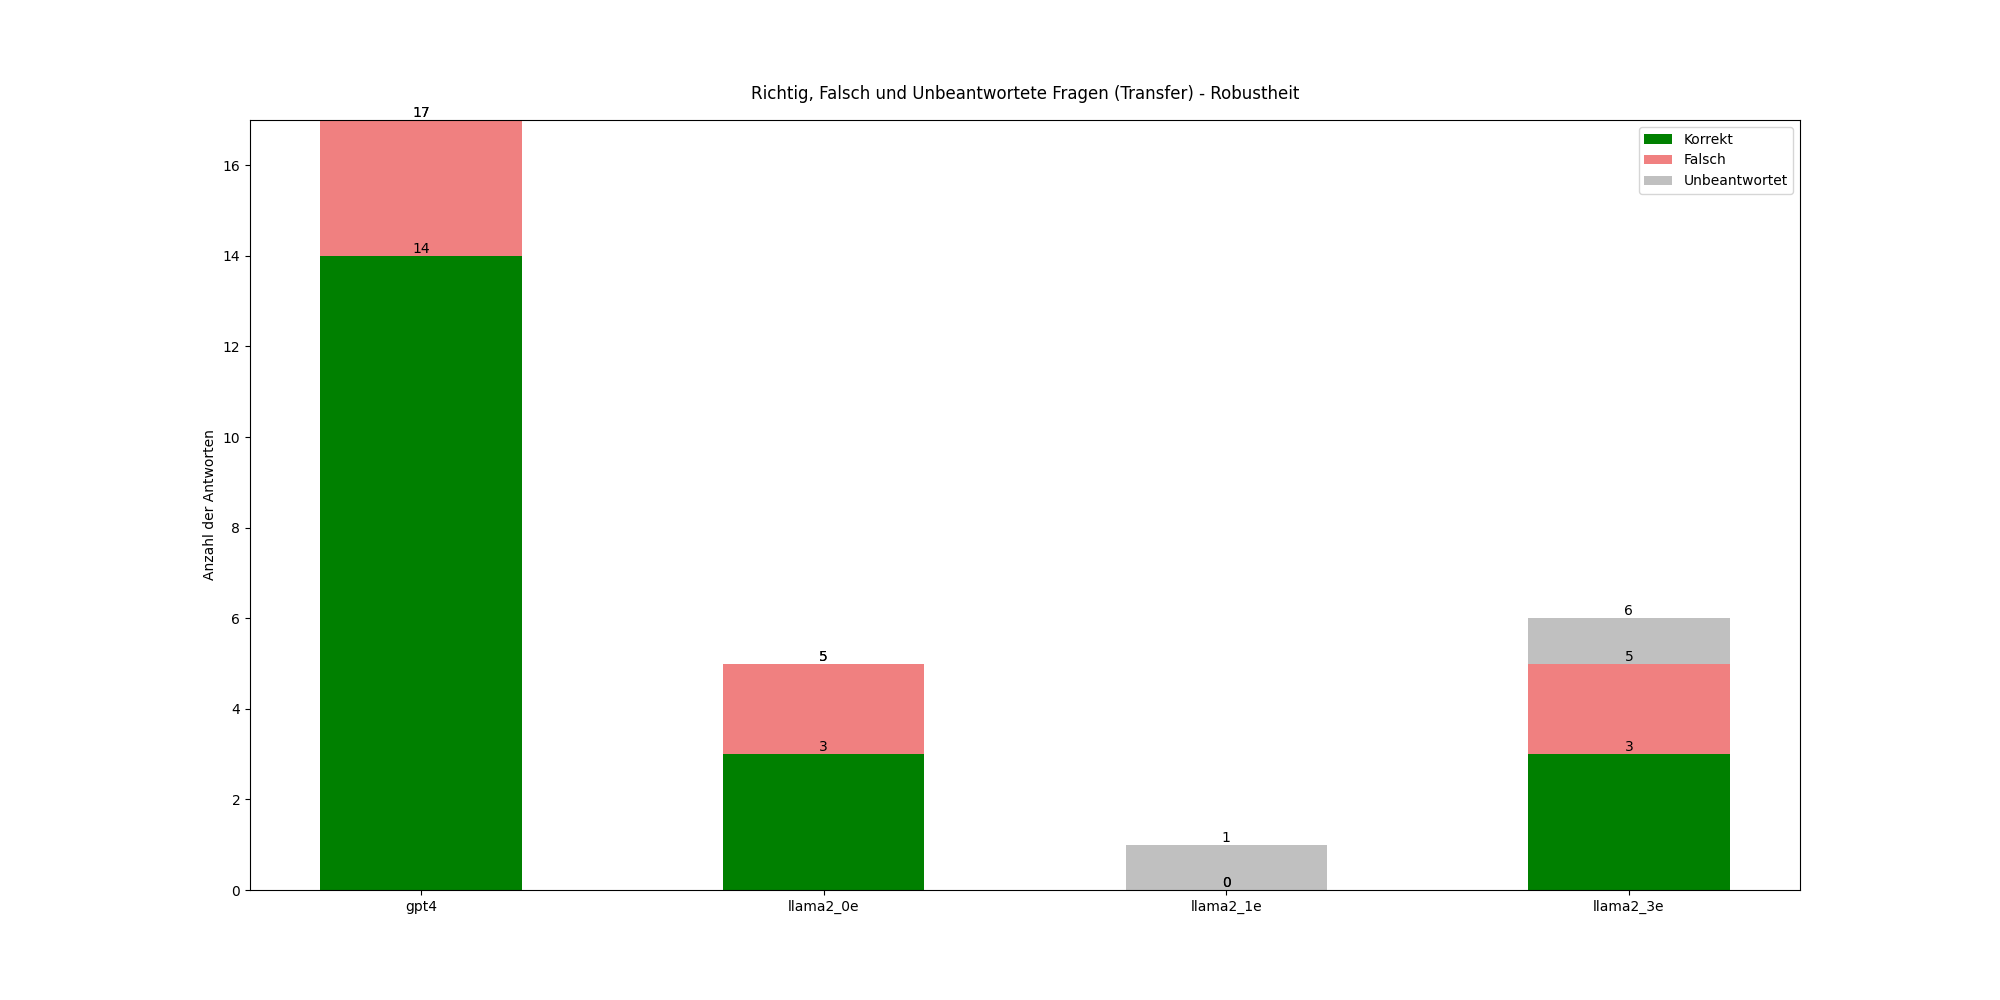 Richtig, Falsch und Unbeantwortete Fragen (Transfer) - Robustheit
17
Korrekt
Falsch
Unbeantwortet
16
14
14
12
10
Anzahl der Antworten
8
6
6
5
5
4
3
3
2
1
0
0
gpt4
llama2_0e
llama2_1e
llama2_3e